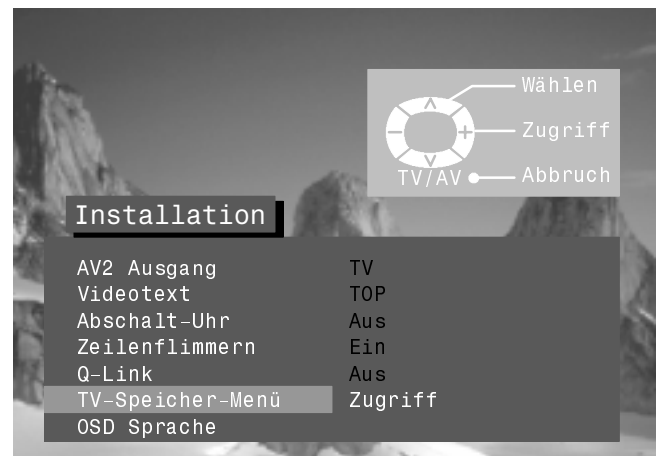 Wählen
Zugriff
TV/AV Abbruch
Installation
AV2 Ausgang TV
Videotext TOP
Abschalt-Uhr Aus
Zeilenflimmern Ein
Q-Link Aus
TV-Speicher-Menü Zugriff
OSD Sprache